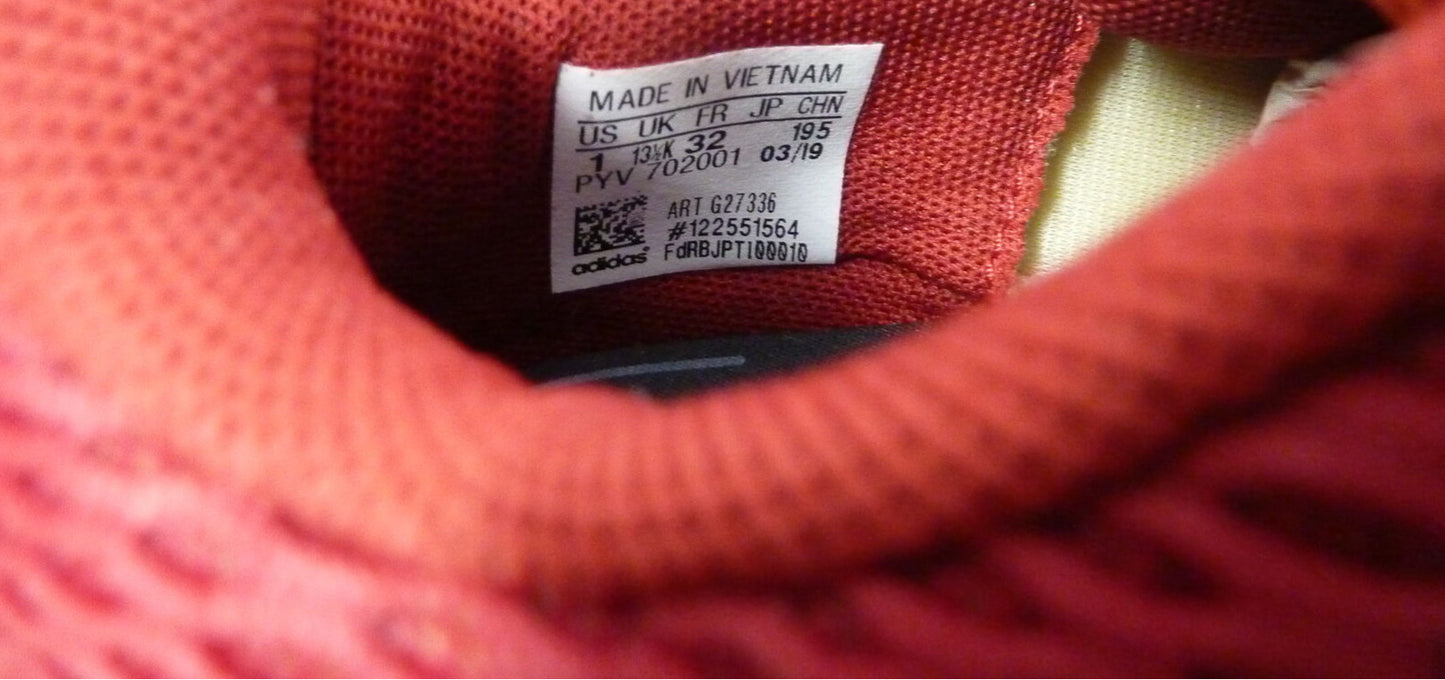 MADE IN VIETNAM
US UK FR JP CHN
1 13½K 32 195
PYV 702001 03/19
ART G27336
#122551564
FdRBJPTI00010
adidas